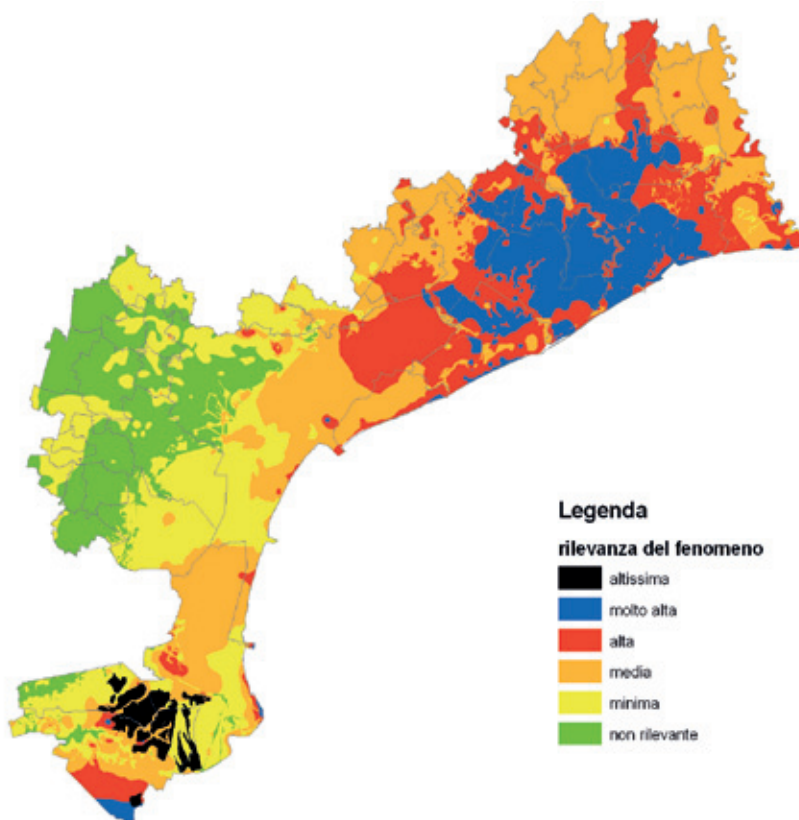 Legenda
rilevanza del fenomeno
altissima
molto alta
alta
media
minima
non rilevante